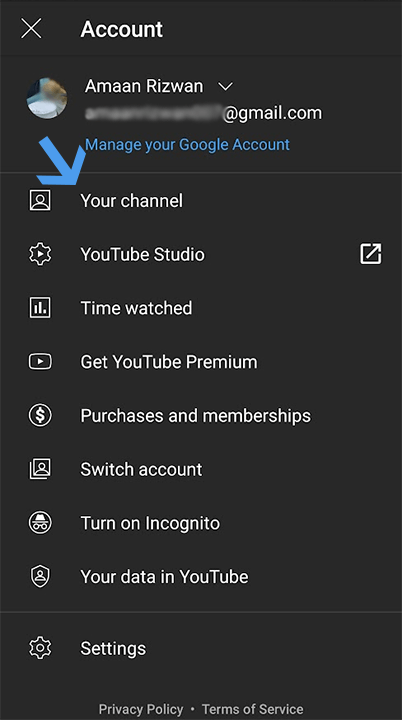 Account
Amaan Rizwan
@gmail.com
Manage your Google Account
Your channel
YouTube Studio
Time watched
Get YouTube Premium
Purchases and memberships
Switch account
Turn on Incognito
Your data in YouTube
Settings
Privacy Policy • Terms of Service